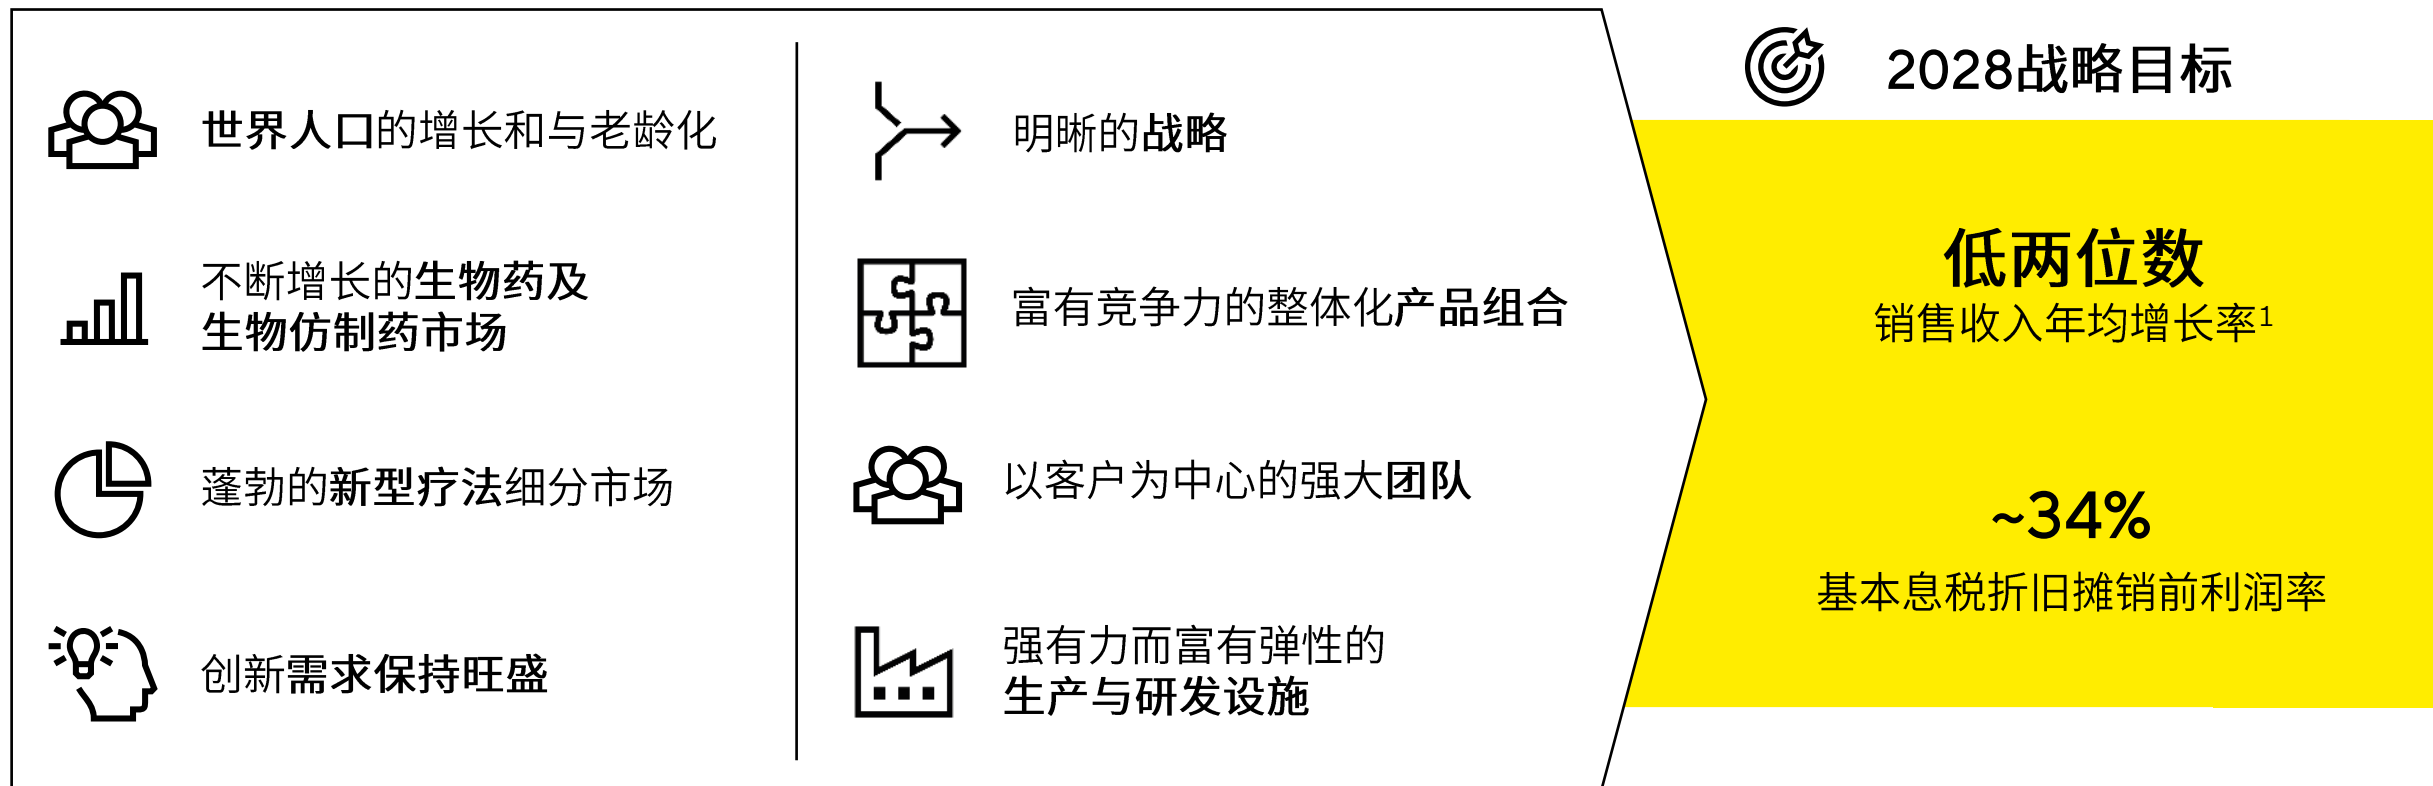 世界人口的增长和与老龄化
不断增长的生物药及
生物仿制药市场
蓬勃的新型疗法细分市场
创新需求保持旺盛
明晰的战略
富有竞争力的整体化产品组合
以客户为中心的强大团队
强有力而富有弹性的
生产与研发设施
2028战略目标
低两位数
销售收入年均增长率¹
~34%
基本息税折旧摊销前利润率